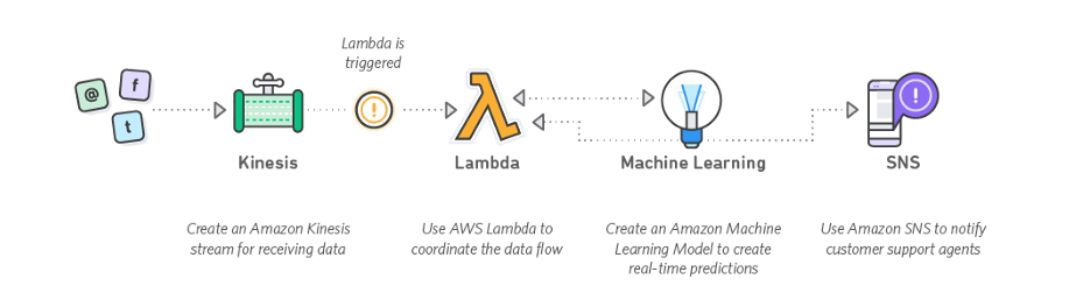 Lambda is
triggered
@
f
t
Kinesis
Lambda
Machine Learning
SNS
Create an Amazon Kinesis
stream for receiving data
Use AWS Lambda to
coordinate the data flow
Create an Amazon Machine
Learning Model to create
real-time predictions
Use Amazon SNS to notify
customer support agents